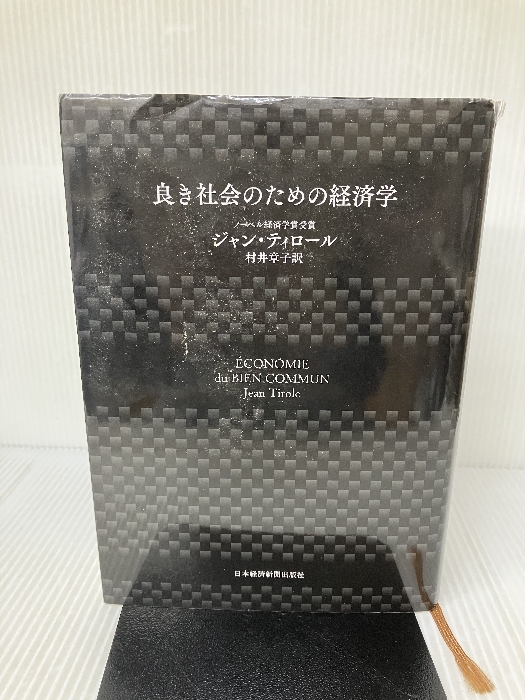 良き社会のための経済学
ノーベル経済学賞受賞
ジャン・ティロール
村井章子訳
ÉCONOMIE
du BIEN COMMUN
Jean Tirole
日本経済新聞出版社